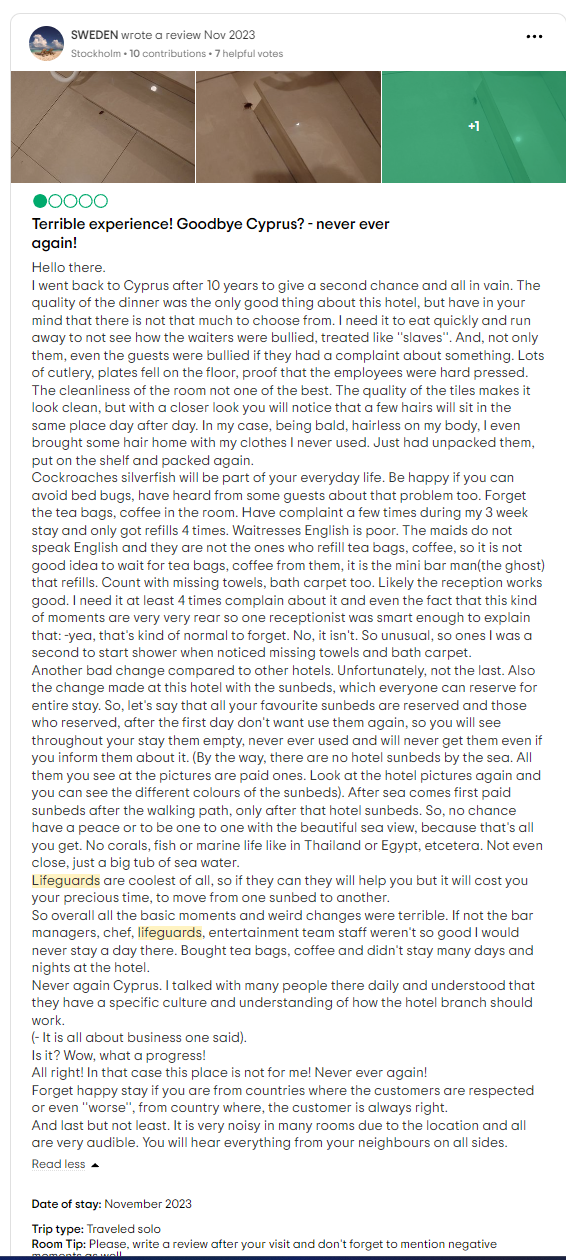 SWEDEN wrote a review Nov 2023
Stockholm • 10 contributions • 7 helpful votes
+1
Terrible experience! Goodbye Cyprus? - never ever
again!
Hello there.
I went back to Cyprus after 10 years to give a second chance and all in vain. The
quality of the dinner was the only good thing about this hotel, but have in your
mind that there is not that much to choose from. I need it to eat quickly and run
away to not see how the waiters were bullied, treated like "slaves". And, not only
them, even the guests were bullied if they had a complaint about something. Lots
of cutlery, plates fell on the floor, proof that the employees were hard pressed.
The cleanliness of the room not one of the best. The quality of the tiles makes it
look clean, but with a closer look you will notice that a few hairs will sit in the
same place day after day. In my case, being bald, hairless on my body, I even
brought some hair home with my clothes I never used. Just had unpacked them,
put on the shelf and packed again.
Cockroaches silverfish will be part of your everyday life. Be happy if you can
avoid bed bugs, have heard from some guests about that problem too. Forget
the tea bags, coffee in the room. Have complaint a few times during my 3 week
stay and only got refills 4 times. Waitresses English is poor. The maids do not
speak English and they are not the ones who refill tea bags, coffee, so it is not
good idea to wait for tea bags, coffee from them, it is the mini bar man(the ghost)
that refills. Count with missing towels, bath carpet too. Likely the reception works
good. I need it at least 4 times complain about it and even the fact that this kind
of moments are very very rear so one receptionist was smart enough to explain
that: -yea, that's kind of normal to forget. No, it isn't. So unusual, so ones I was a
second to start shower when noticed missing towels and bath carpet.
Another bad change compared to other hotels. Unfortunately, not the last. Also
the change made at this hotel with the sunbeds, which everyone can reserve for
entire stay. So, let's say that all your favourite sunbeds are reserved and those
who reserved, after the first day don't want use them again, so you will see
throughout your stay them empty, never ever used and will never get them even if
you inform them about it. (By the way, there are no hotel sunbeds by the sea. All
them you see at the pictures are paid ones. Look at the hotel pictures again and
you can see the different colours of the sunbeds). After sea comes first paid
sunbeds after the walking path, only after that hotel sunbeds. So, no chance
have a peace or to be one to one with the beautiful sea view, because that's all
you get. No corals, fish or marine life like in Thailand or Egypt, etcetera. Not even
close, just a big tub of sea water.
Lifeguards are coolest of all, so if they can they will help you but it will cost you
your precious time, to move from one sunbed to another.
So overall all the basic moments and weird changes were terrible. If not the bar
managers, chef, lifeguards, entertainment team staff weren't so good I would
never stay a day there. Bought tea bags, coffee and didn't stay many days and
nights at the hotel.
Never again Cyprus. I talked with many people there daily and understood that
they have a specific culture and understanding of how the hotel branch should
work.
(- It is all about business one said).
Is it? Wow, what a progress!
All right! In that case this place is not for me! Never ever again!
Forget happy stay if you are from countries where the customers are respected
or even "worse", from country where, the customer is always right.
And last but not least. It is very noisy in many rooms due to the location and all
are very audible. You will hear everything from your neighbours on all sides.
Read less
Date of stay: November 2023
Trip type: Traveled solo
Room Tip: Please, write a review after your visit and don't forget to mention negative
moments as well